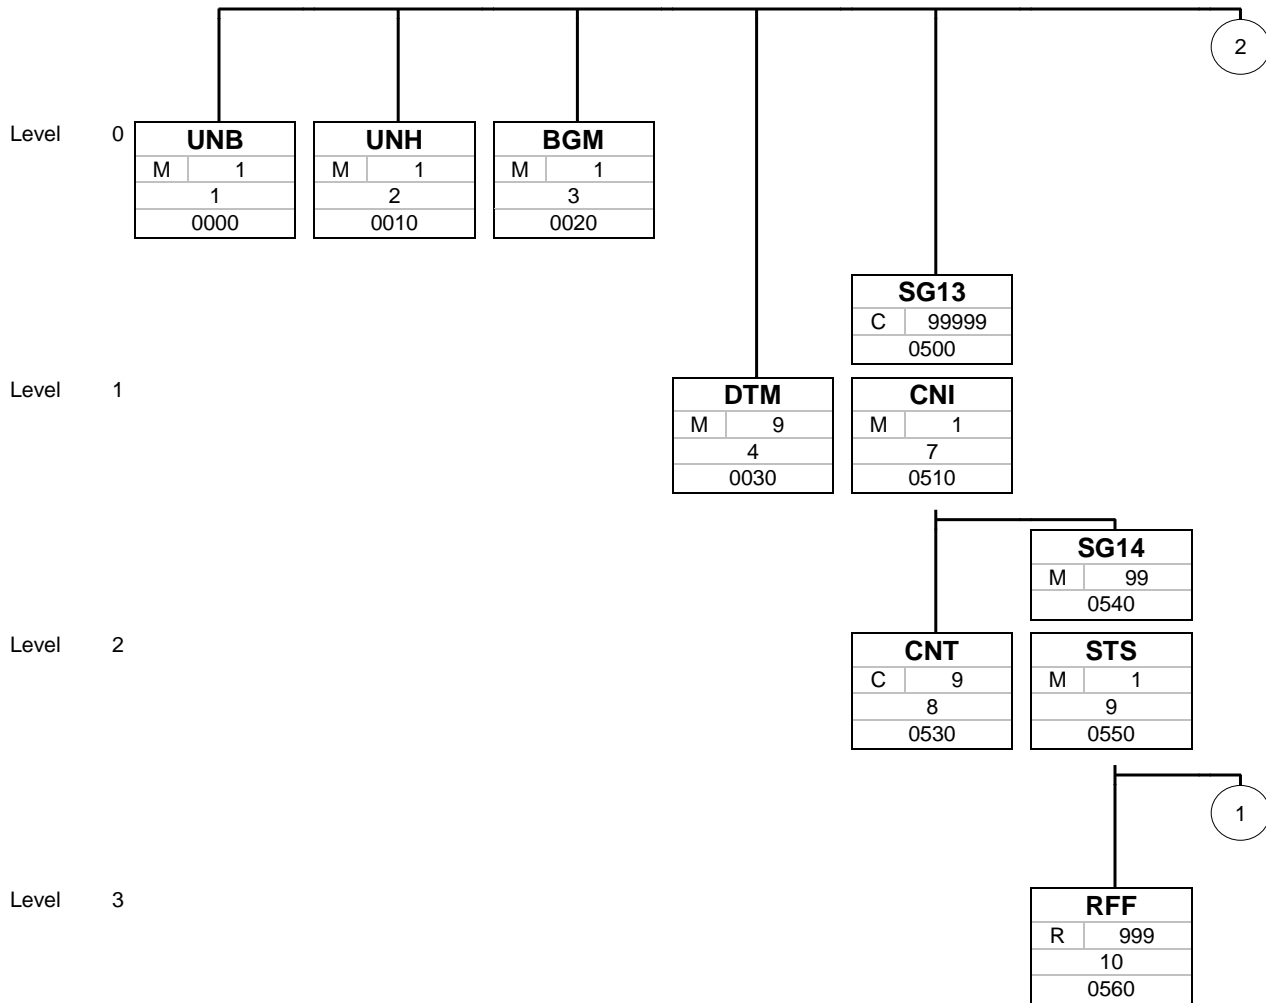 2
Level 0
UNB
M 1
1
0000
UNH
M 1
2
0010
BGM
M 1
3
0020
SG13
C 99999
0500
Level 1
DTM
M 9
4
0030
CNI
M 1
7
0510
SG14
M 99
0540
Level 2
CNT
C 9
8
0530
STS
M 1
9
0550
1
Level 3
RFF
R 999
10
0560